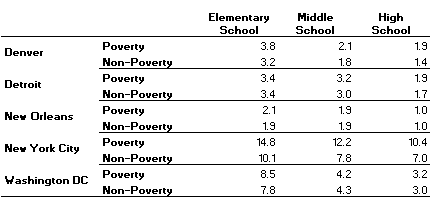 Elementary School Middle School High School
Denver Poverty 3.8 2.1 1.9
Non-Poverty 3.2 1.8 1.4
Detroit Poverty 3.4 3.2 1.9
Non-Poverty 3.4 3.0 1.7
New Orleans Poverty 2.1 1.9 1.0
Non-Poverty 1.9 1.9 1.0
New York City Poverty 14.8 12.2 10.4
Non-Poverty 10.1 7.8 7.0
Washington DC Poverty 8.5 4.2 3.2
Non-Poverty 7.8 4.3 3.0